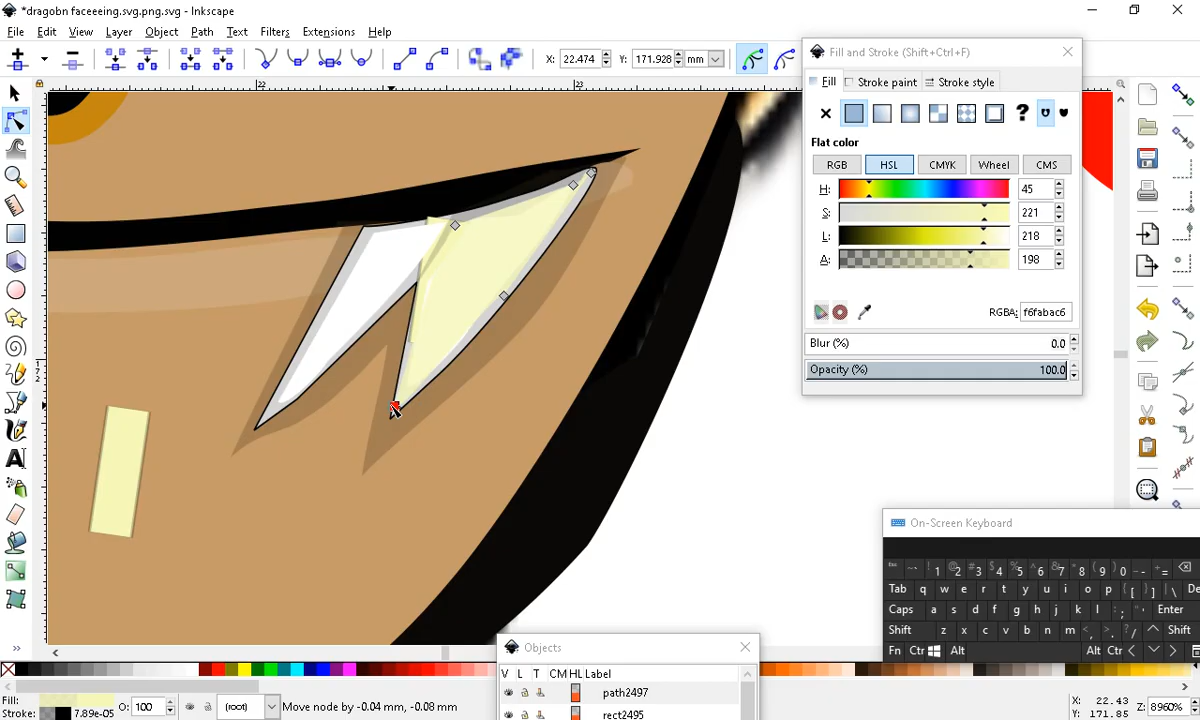 *dragobn faceeeing.svg.png.svg - Inkscape
File Edit View Layer Object Path Text Filters Extensions Help
X: 22.474 Y: 171.928 mm
22 23
Fill and Stroke (Shift+Ctrl+F)
Fill Stroke paint Stroke style
Flat color
RGB HSL CMYK Wheel CMS
H: 45
S: 221
L: 218
A: 198
RGBA: f6fabac6
Blur (%) 0.0
Opacity (%) 100.0
On-Screen Keyboard
Tab q w e r t y u i o p [ ] \
Caps a s d f g h j k l ; ' Enter
Shift z x c v b n m Shift
Fn Ctr Alt Alt Ctr
Objects
V L T CM HL Label
path2497
rect2495
Fill: O: 100 (root) Move node by -0.04 mm, -0.08 mm X: 22.43 Z: 8960%
Stroke: 7.89e-05 Y: 171.85